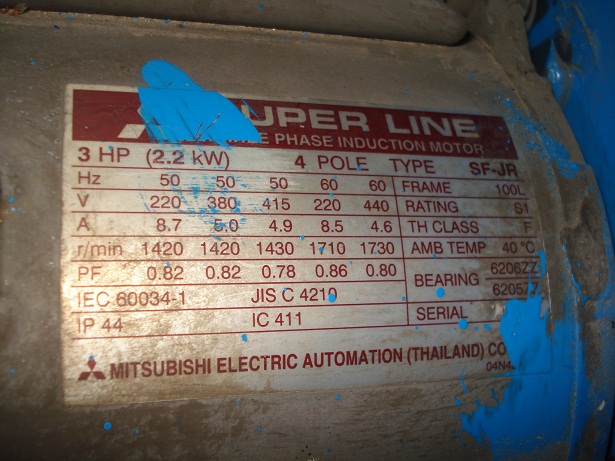 SUPER LINE
PHASE INDUCTION MOTOR
3 HP (2.2 kW) 4 POLE TYPE SF-JR
Hz 50 50 50 60 60 FRAME 100L
V 220 380 415 220 440 RATING S1
A 8.7 5.0 4.9 8.5 4.6 TH CLASS F
r/min 1420 1420 1430 1710 1730 AMB TEMP 40 °C
PF 0.82 0.82 0.78 0.86 0.80 BEARING 6206ZZ
6205ZZ
IEC 60034-1 JIS C 4210
SERIAL
IP 44 IC 411
MITSUBISHI ELECTRIC AUTOMATION (THAILAND) CO